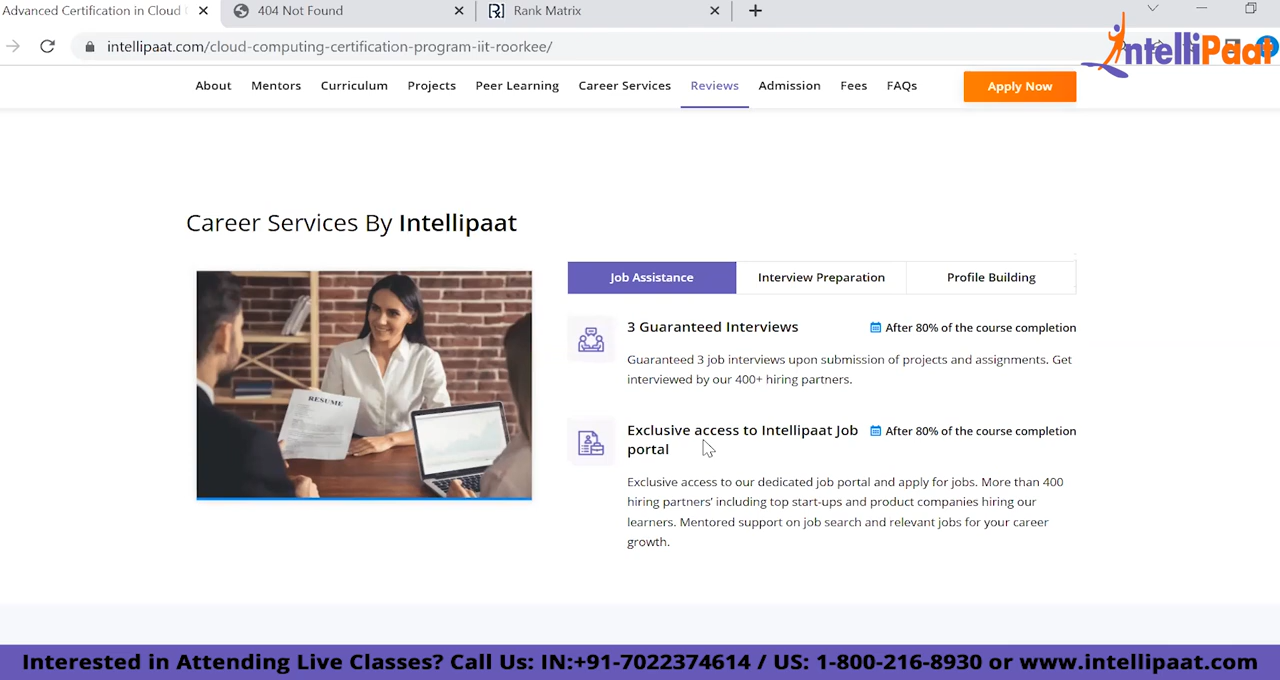 Advanced Certification in Cloud
404 Not Found
Rank Matrix
intellipaat.com/cloud-computing-certification-program-iit-roorkee/
IntelliPaat
About
Mentors
Curriculum
Projects
Peer Learning
Career Services
Reviews
Admission
Fees
FAQs
Apply Now
Career Services By Intellipaat
RESUME
Job Assistance
Interview Preparation
Profile Building
3 Guaranteed Interviews
After 80% of the course completion
Guaranteed 3 job interviews upon submission of projects and assignments. Get
interviewed by our 400+ hiring partners.
Exclusive access to Intellipaat Job
portal
After 80% of the course completion
Exclusive access to our dedicated job portal and apply for jobs. More than 400
hiring partners' including top start-ups and product companies hiring our
learners. Mentored support on job search and relevant jobs for your career
growth.
Interested in Attending Live Classes? Call Us: IN:+91-7022374614 / US: 1-800-216-8930 or www.intellipaat.com